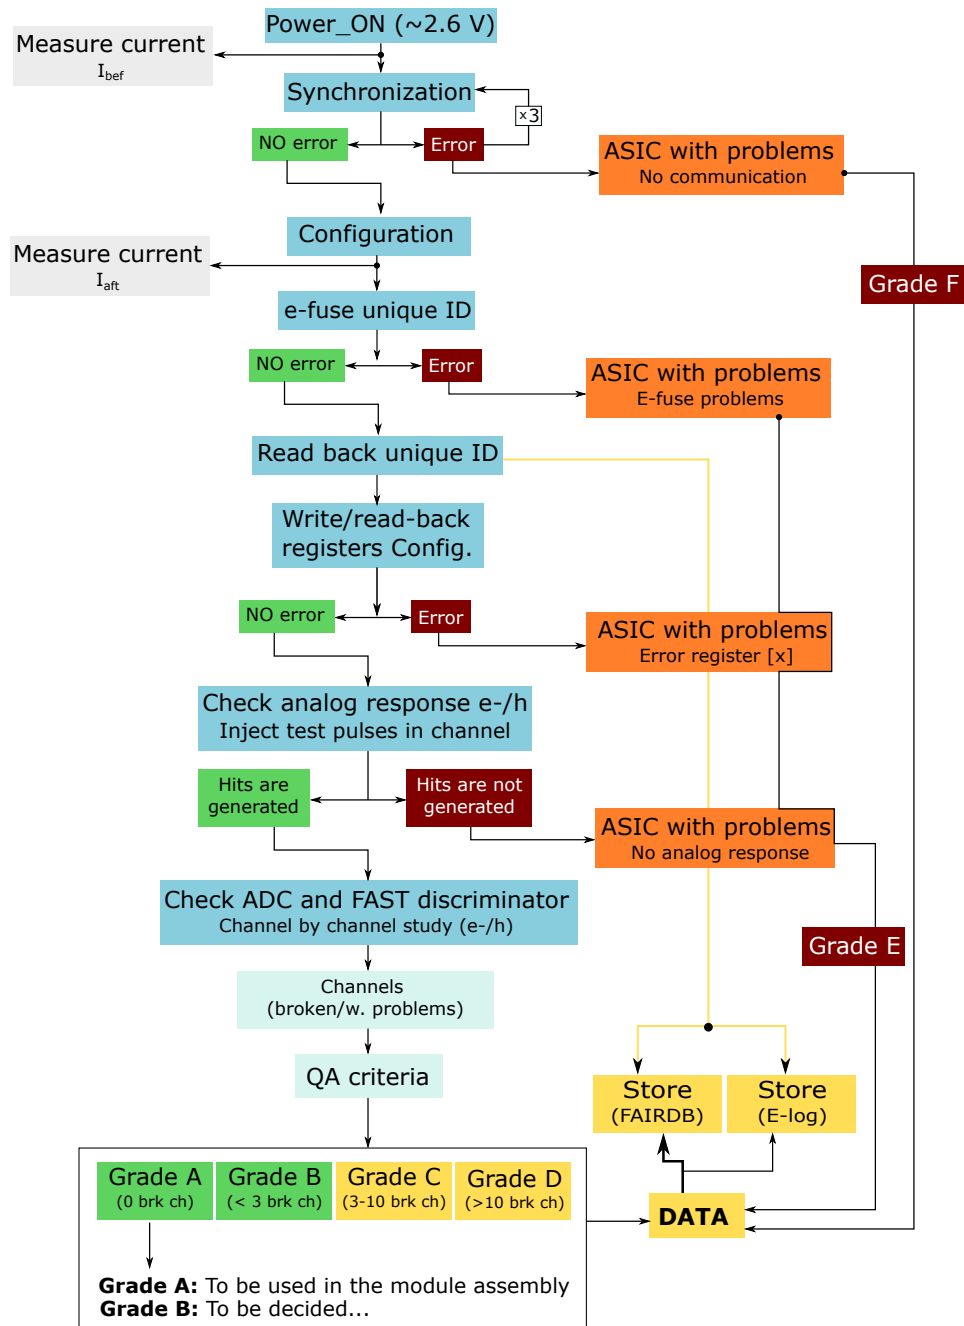 Power_ON (~2.6 V)
Measure current
I_bef
Synchronization
x3
NO error
Error
ASIC with problems
No communication
Configuration
Measure current
I_aft
Grade F
e-fuse unique ID
NO error
Error
ASIC with problems
E-fuse problems
Read back unique ID
Write/read-back
registers Config.
NO error
Error
ASIC with problems
Error register [x]
Check analog response e-/h
Inject test pulses in channel
Hits are
generated
Hits are not
generated
ASIC with problems
No analog response
Check ADC and FAST discriminator
Channel by channel study (e-/h)
Grade E
Channels
(broken/w. problems)
QA criteria
Store
(FAIRDB)
Store
(E-log)
Grade A
(0 brk ch)
Grade B
(< 3 brk ch)
Grade C
(3-10 brk ch)
Grade D
(>10 brk ch)
DATA
Grade A: To be used in the module assembly
Grade B: To be decided...